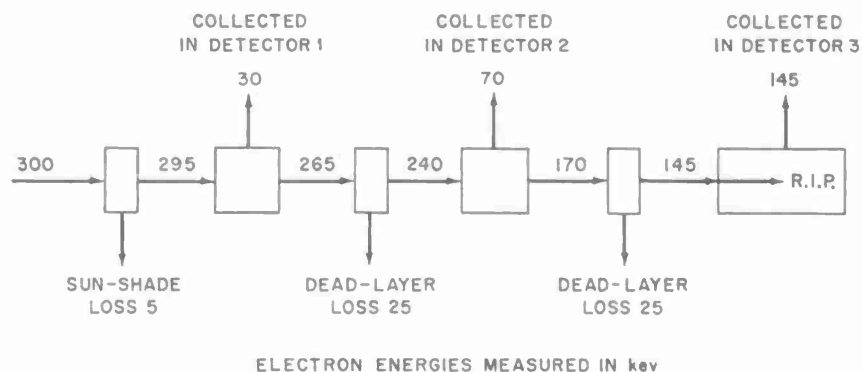 COLLECTED
IN DETECTOR 1
COLLECTED
IN DETECTOR 2
COLLECTED
IN DETECTOR 3
30
70
145
300
295
265
240
170
145
R.I.P.
SUN-SHADE
LOSS 5
DEAD-LAYER
LOSS 25
DEAD-LAYER
LOSS 25
ELECTRON ENERGIES MEASURED IN kev